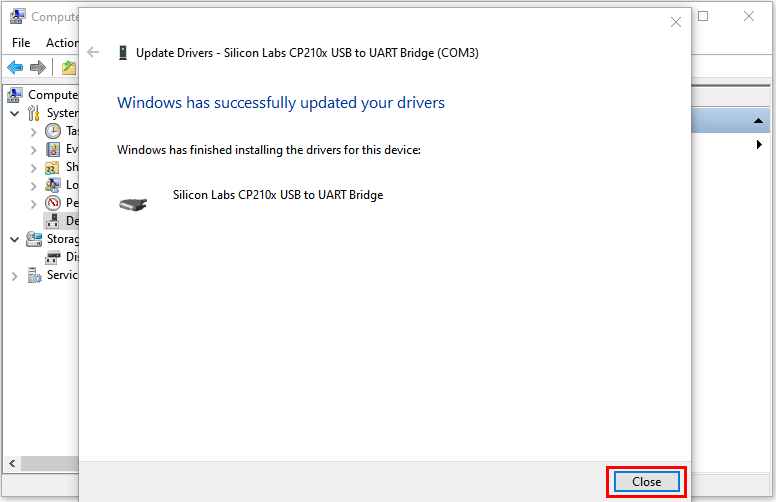 Compute
File Action
Update Drivers - Silicon Labs CP210x USB to UART Bridge (COM3)
Windows has successfully updated your drivers
Windows has finished installing the drivers for this device:
Silicon Labs CP210x USB to UART Bridge
Compute
Syster
Tas
Ev
Sh
Lo
Pe
De
Storag
Dis
Servic
Close